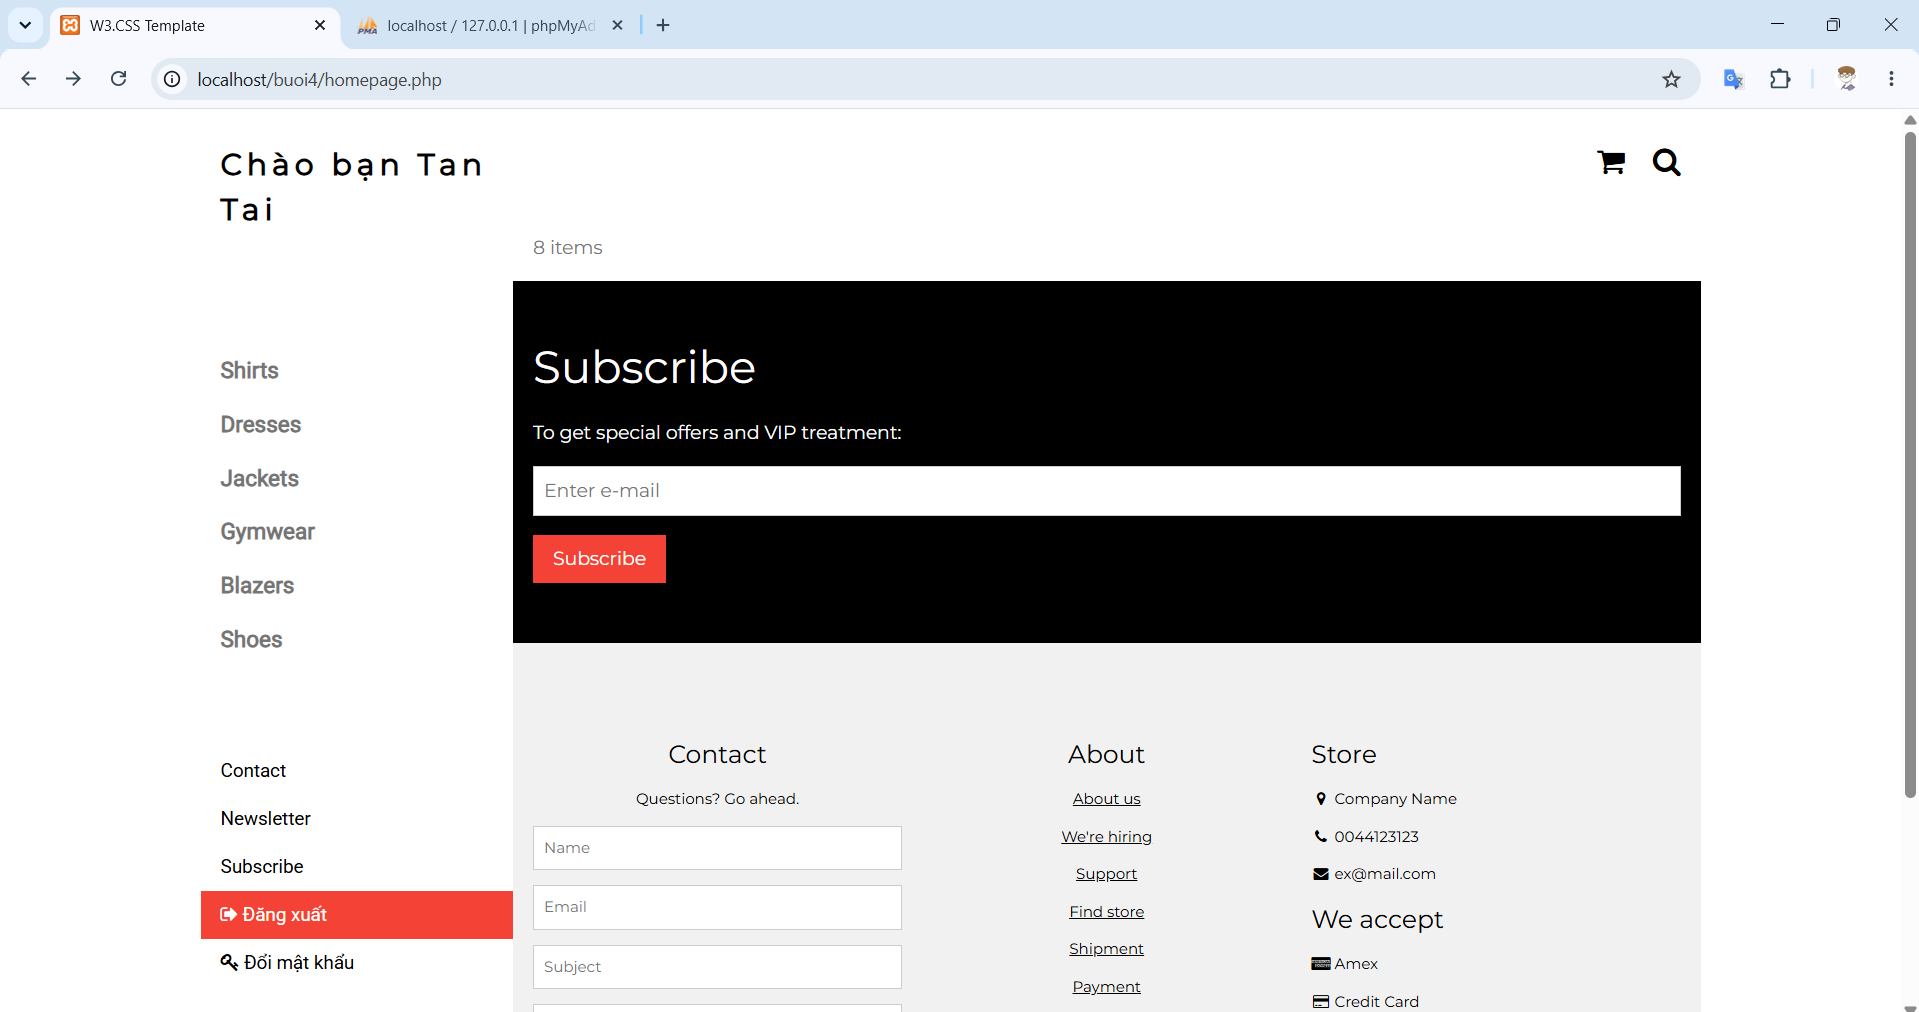 W3.CSS Template
localhost / 127.0.0.1 | phpMyAd
localhost/buoi4/homepage.php
Chào bạn Tan
Tai
8 items
Shirts
Dresses
Jackets
Gymwear
Blazers
Shoes
Contact
Newsletter
Subscribe
Đăng xuất
Đổi mật khẩu
Subscribe
To get special offers and VIP treatment:
Enter e-mail
Subscribe
Contact
Questions? Go ahead.
Name
Email
Subject
About
About us
We're hiring
Support
Find store
Shipment
Payment
Store
Company Name
0044123123
ex@mail.com
We accept
Amex
Credit Card